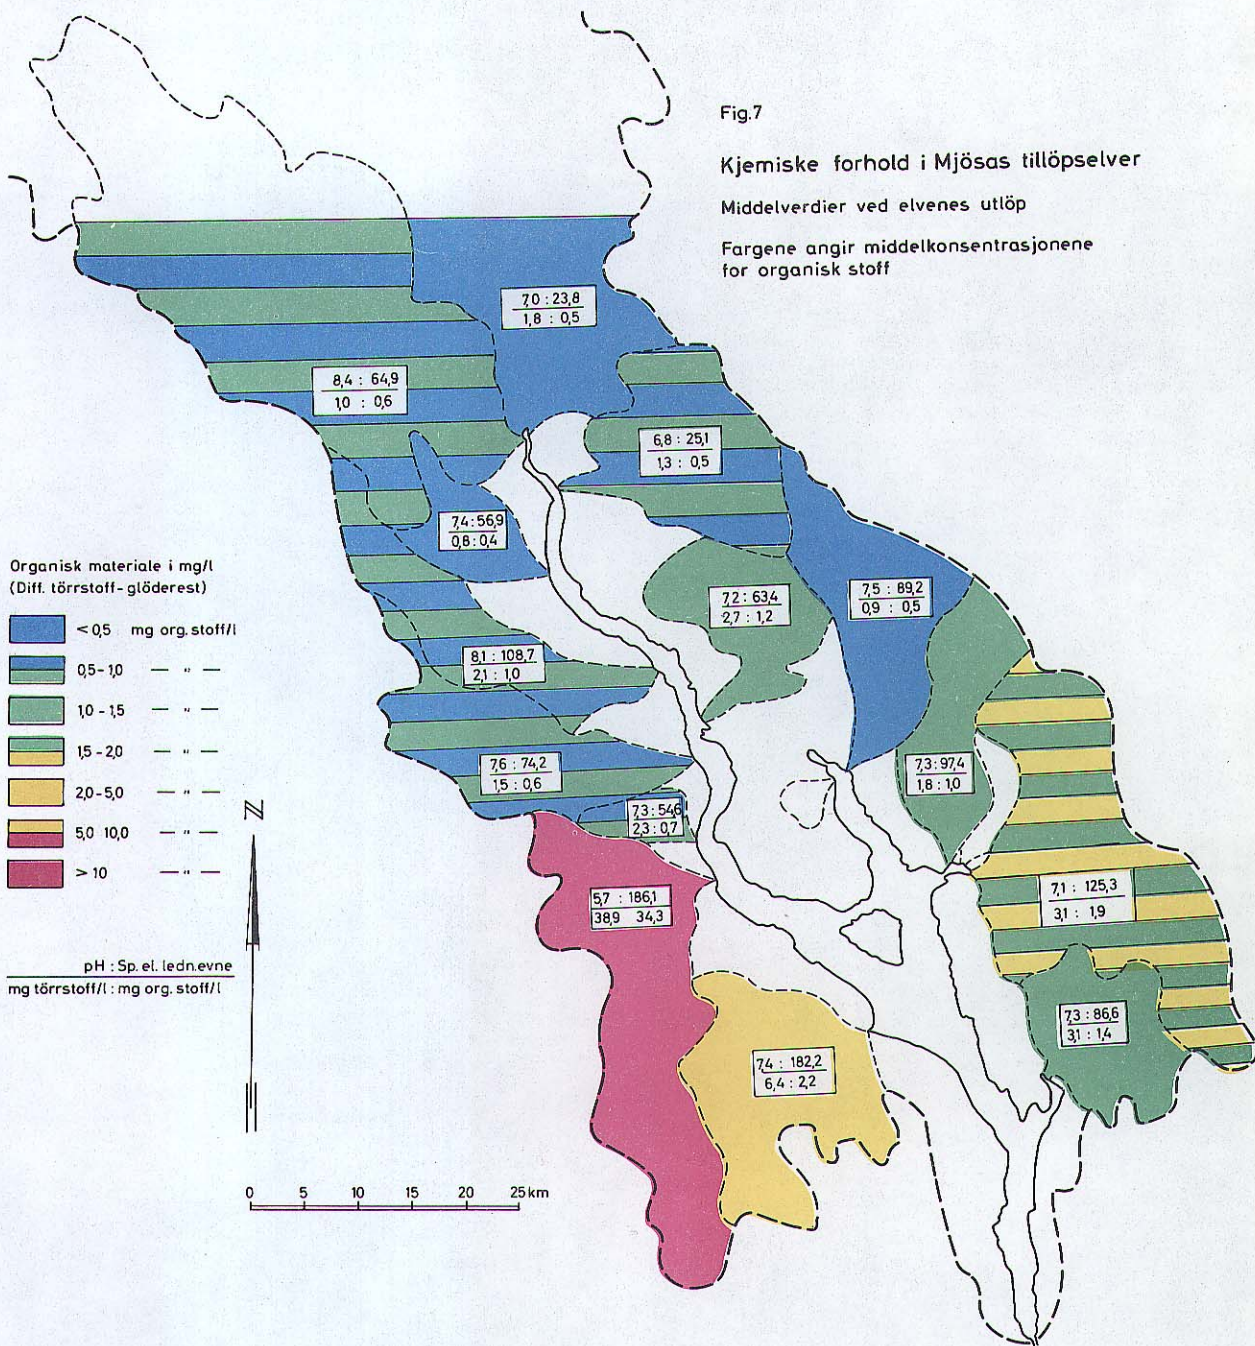 Fig.7
Kjemiske forhold i Mjösas tillöpselver
Middelverdier ved elvenes utlöp
Fargene angir middelkonsentrasjonene
for organisk stoff
7,0 : 23,8
1,8 : 0,5
8,4 : 64,9
1,0 : 0,6
6,8 : 25,1
1,3 : 0,5
7,4 : 56,9
0,8 : 0,4
7,2 : 63,4
2,7 : 1,2
7,5 : 89,2
0,9 : 0,5
8,1 : 108,7
2,1 : 1,0
7,6 : 74,2
1,5 : 0,6
7,3 : 54,6
2,3 : 0,7
7,3 : 97,4
1,8 : 1,0
5,7 : 186,1
38,9 34,3
7,1 : 125,3
3,1 : 1,9
7,3 : 86,6
3,1 : 1,4
7,4 : 182,2
6,4 : 2,2
Organisk materiale i mg/l
(Diff. törrstoff-glöderest)
< 0,5 mg org. stoff/l
0,5 - 1,0 — " —
1,0 - 1,5 — " —
1,5 - 2,0 — " —
2,0 - 5,0 — " —
5,0 10,0 — " —
> 10 — " —
pH : Sp. el. ledn.evne
mg törrstoff/l : mg org. stoff/l
N
0 5 10 15 20 25 km